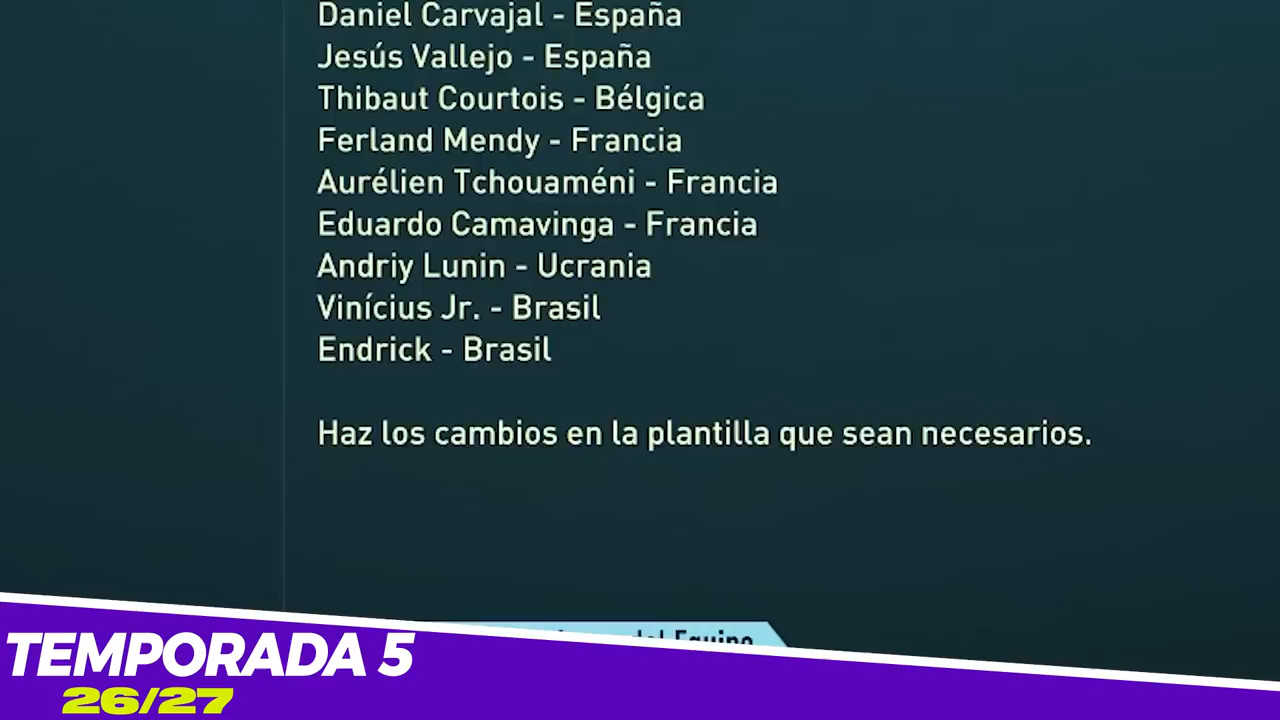 Daniel Carvajal - España
Jesús Vallejo - España
Thibaut Courtois - Bélgica
Ferland Mendy - Francia
Aurélien Tchouaméni - Francia
Eduardo Camavinga - Francia
Andriy Lunin - Ucrania
Vinícius Jr. - Brasil
Endrick - Brasil
Haz los cambios en la plantilla que sean necesarios.
del Equipo
TEMPORADA 5
26/27